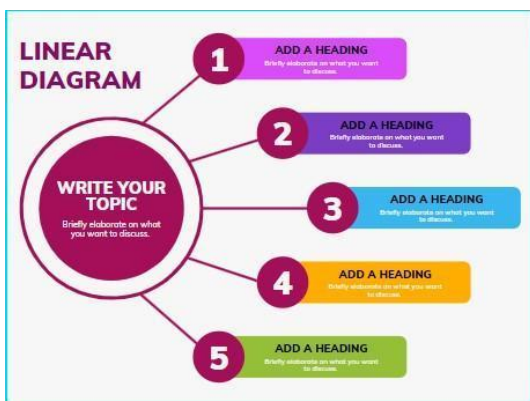 LINEAR
DIAGRAM
WRITE YOUR
TOPIC
Briefly elaborate on what
you want to discuss.
1
ADD A HEADING
Briefly elaborate on what you want
to discuss.
2
ADD A HEADING
Briefly elaborate on what you want
to discuss.
3
ADD A HEADING
Briefly elaborate on what you want
to discuss.
4
ADD A HEADING
Briefly elaborate on what you want
to discuss.
5
ADD A HEADING
Briefly elaborate on what you want
to discuss.